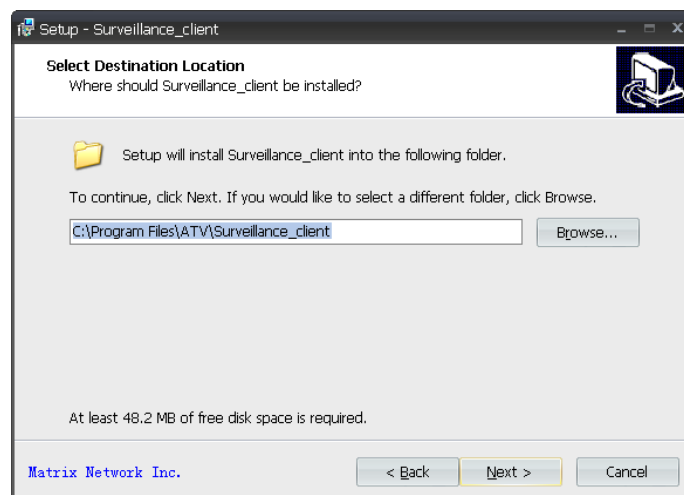 Setup - Surveillance_client
Select Destination Location
Where should Surveillance_client be installed?
Setup will install Surveillance_client into the following folder.
To continue, click Next. If you would like to select a different folder, click Browse.
C:\Program Files\ATV\Surveillance_client
Browse...
At least 48.2 MB of free disk space is required.
Matrix Network Inc.
< Back
Next >
Cancel